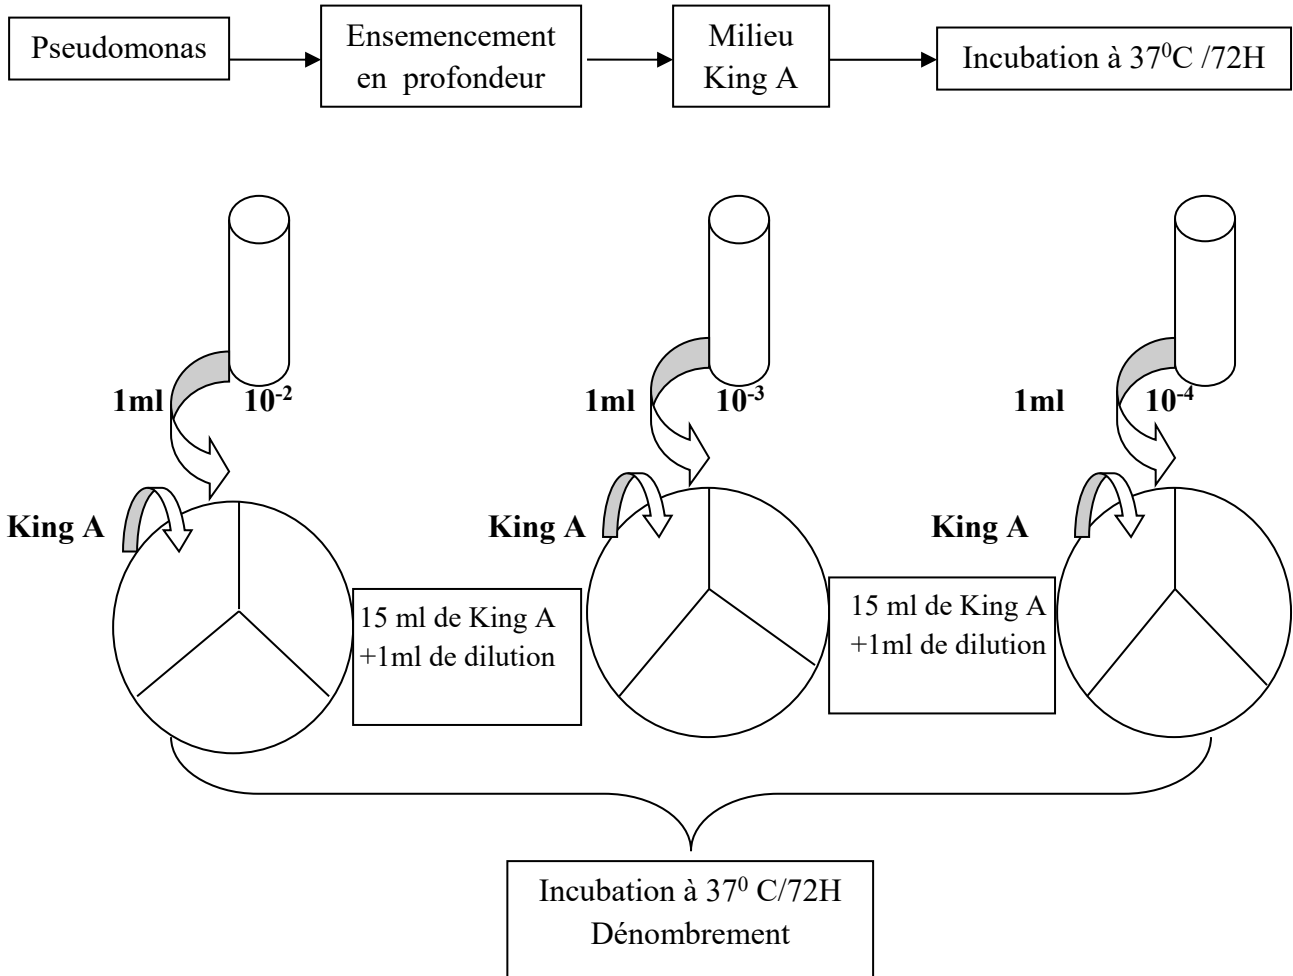 Pseudomonas
Ensemencement
en profondeur
Milieu
King A
Incubation à 37⁰C /72H
1ml
10⁻²
1ml
10⁻³
1ml
10⁻⁴
King A
King A
King A
15 ml de King A
+1ml de dilution
15 ml de King A
+1ml de dilution
Incubation à 37⁰ C/72H
Dénombrement